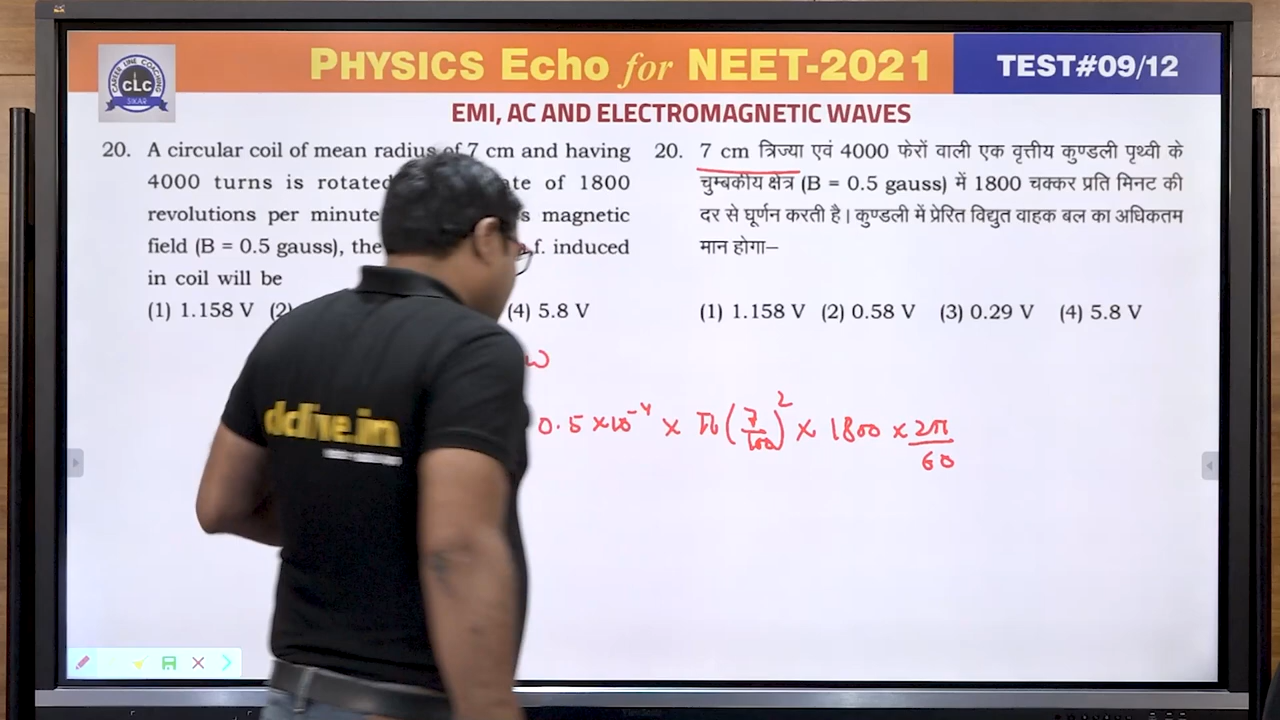 PHYSICS Echo for NEET-2021
TEST#09/12
CAREER LINE COACHING
CLC
SIKAR
EMI, AC AND ELECTROMAGNETIC WAVES
20. A circular coil of mean radius of 7 cm and having
4000 turns is rotated te of 1800
revolutions per minute s magnetic
field (B = 0.5 gauss), the induced
in coil will be
(1) 1.158 V (2) (4) 5.8 V
20. 7 cm त्रिज्या एवं 4000 फेरों वाली एक वृत्तीय कुण्डली पृथ्वी के
चुम्बकीय क्षेत्र (B = 0.5 gauss) में 1800 चक्कर प्रति मिनट की
दर से घूर्णन करती है। कुण्डली में प्रेरित विद्युत वाहक बल का अधिकतम
मान होगा–
(1) 1.158 V (2) 0.58 V (3) 0.29 V (4) 5.8 V
ω
0.5 × 10⁻⁴ × π(7/100)² × 1800 × 2π/60